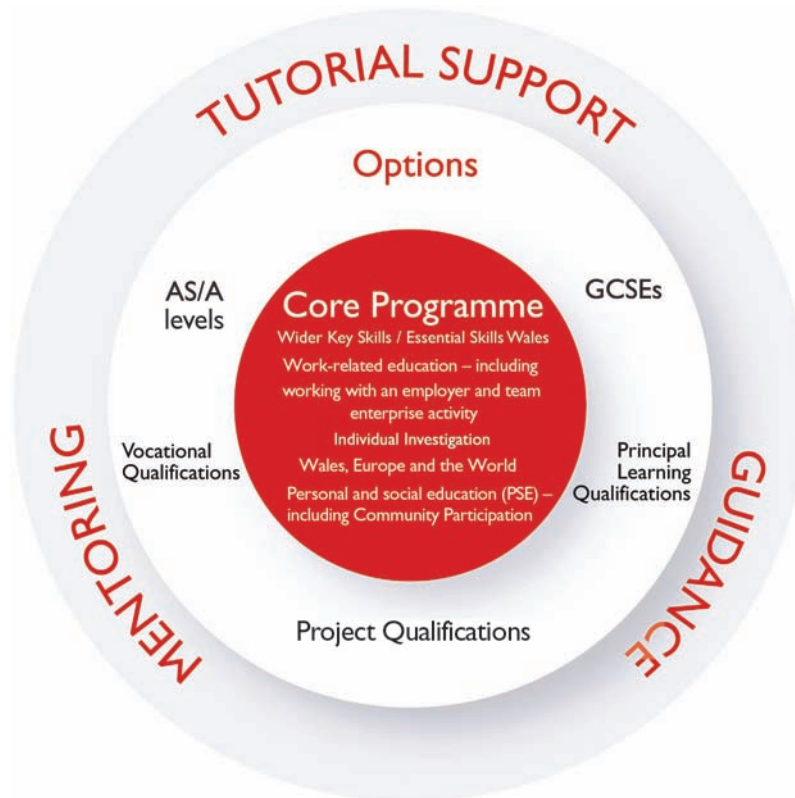 TUTORIAL SUPPORT
Options
AS/A
levels
GCSEs
Core Programme
Wider Key Skills / Essential Skills Wales
Work-related education – including
working with an employer and team
enterprise activity
Individual Investigation
Wales, Europe and the World
Personal and social education (PSE) –
including Community Participation
Vocational
Qualifications
Principal
Learning
Qualifications
Project Qualifications
MENTORING
GUIDANCE